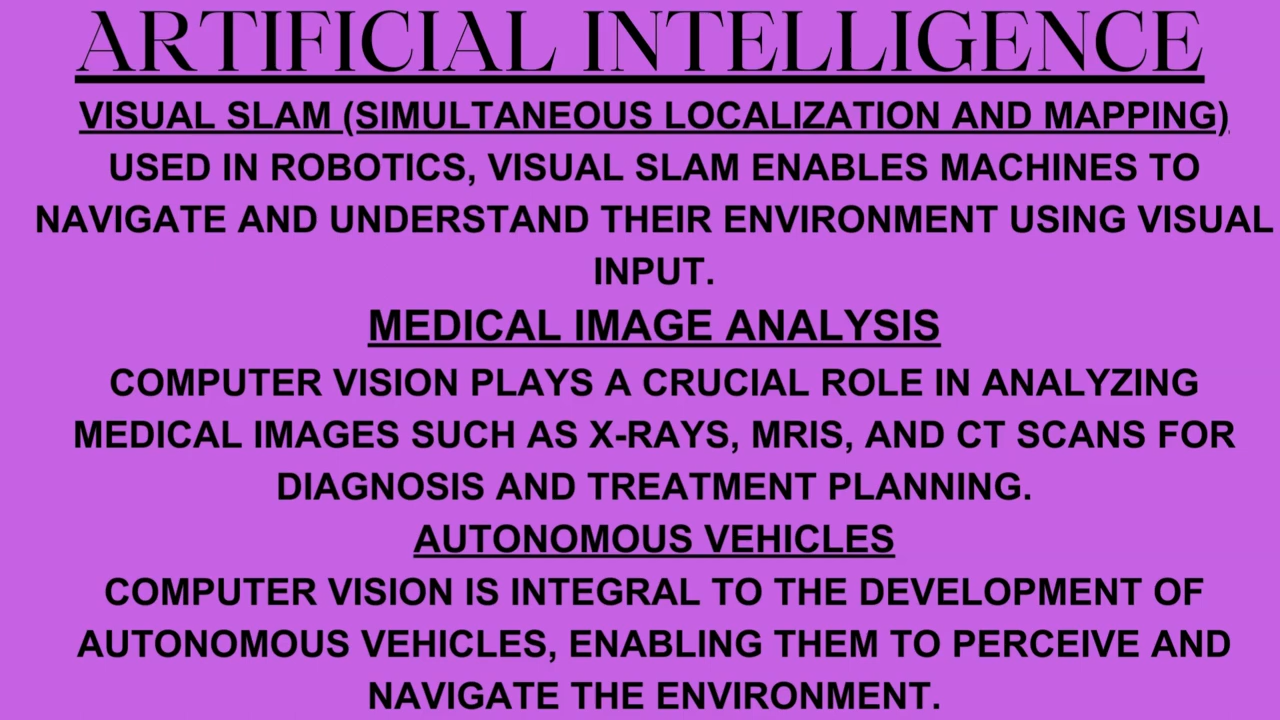 ARTIFICIAL INTELLIGENCE
VISUAL SLAM (SIMULTANEOUS LOCALIZATION AND MAPPING)
USED IN ROBOTICS, VISUAL SLAM ENABLES MACHINES TO
NAVIGATE AND UNDERSTAND THEIR ENVIRONMENT USING VISUAL
INPUT.
MEDICAL IMAGE ANALYSIS
COMPUTER VISION PLAYS A CRUCIAL ROLE IN ANALYZING
MEDICAL IMAGES SUCH AS X-RAYS, MRIS, AND CT SCANS FOR
DIAGNOSIS AND TREATMENT PLANNING.
AUTONOMOUS VEHICLES
COMPUTER VISION IS INTEGRAL TO THE DEVELOPMENT OF
AUTONOMOUS VEHICLES, ENABLING THEM TO PERCEIVE AND
NAVIGATE THE ENVIRONMENT.